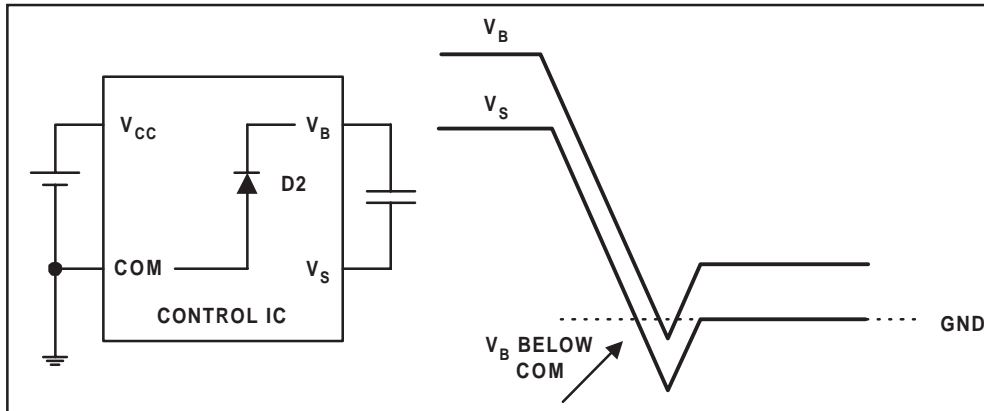 V_B
V_S
V_CC
V_B
D2
COM
V_S
CONTROL IC
GND
V_B BELOW
COM